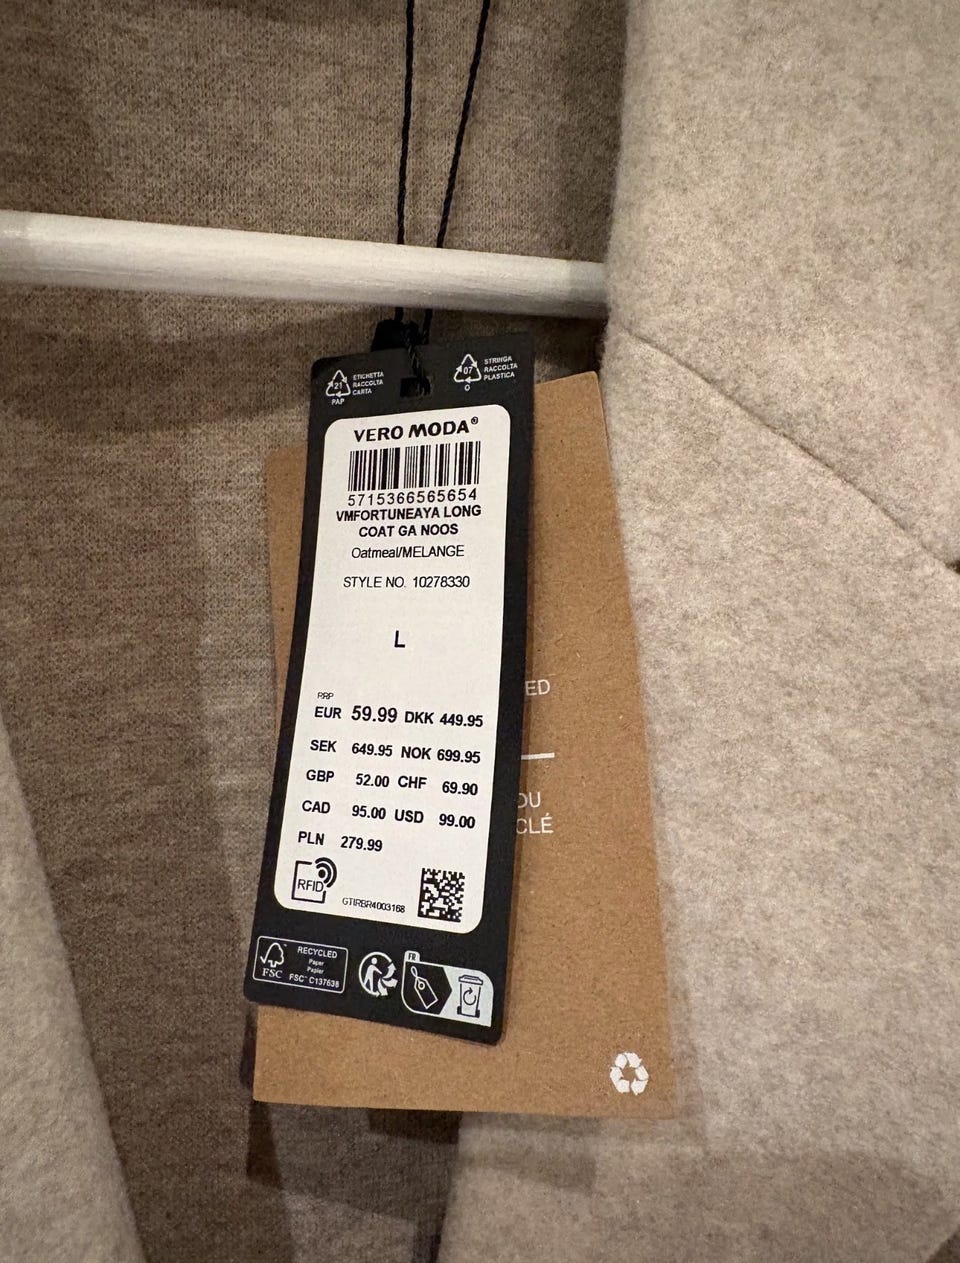 21
PAP
ETICHETTA
RACCOLTA
CARTA
07
O
STRINGA
RACCOLTA
PLASTICA
VERO MODA®
5715366565654
VMFORTUNEAYA LONG
COAT GA NOOS
Oatmeal/MELANGE
STYLE NO. 10278330
L
RRP
EUR 59.99 DKK 449.95
SEK 649.95 NOK 699.95
GBP 52.00 CHF 69.90
CAD 95.00 USD 99.00
PLN 279.99
RFID
GTIRBR4003168
FSC
RECYCLED
Paper
Papier
FSC™ C137638
FR
ED
DU
CLÉ